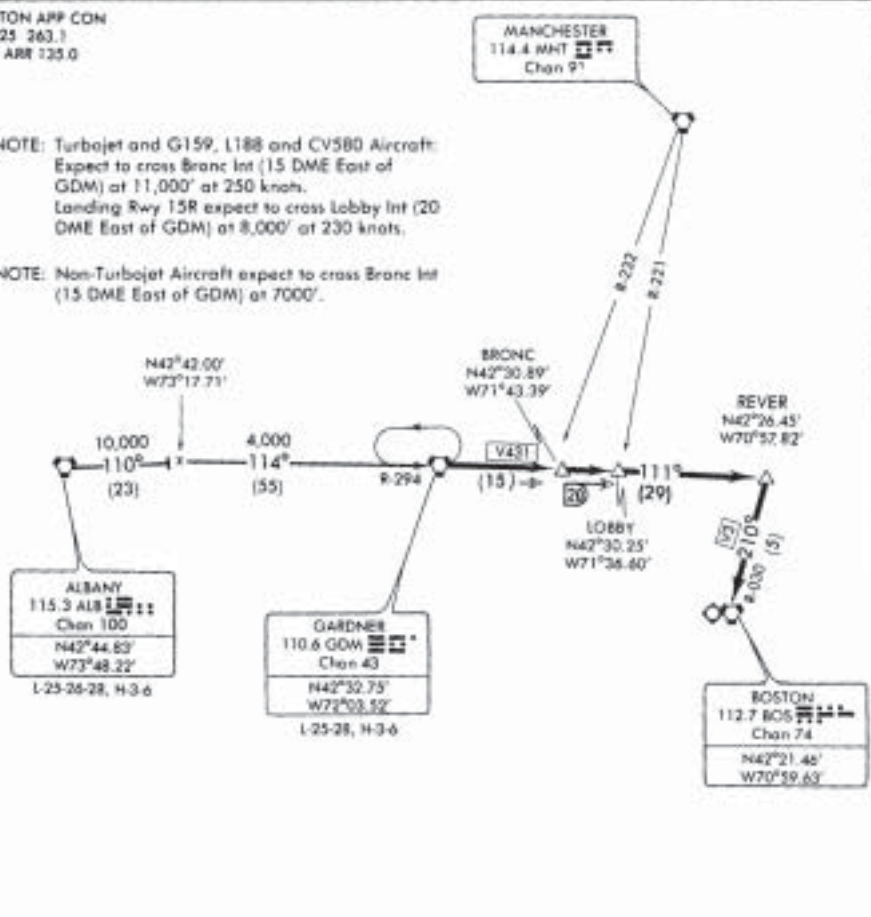 TON APP CON
25 263.1
ARR 135.0
MANCHESTER
114.4 MHT
Chan 91
NOTE: Turbojet and G159, L188 and CV580 Aircraft:
Expect to cross Bronc Int (15 DME East of
GDM) at 11,000' at 250 knots.
Landing Rwy 15R expect to cross Lobby Int (20
DME East of GDM) at 8,000' at 230 knots.
NOTE: Non-Turbojet Aircraft expect to cross Bronc Int
(15 DME East of GDM) at 7000'.
R-232
R-221
N42°42.00'
W73°17.71'
BRONC
N42°30.89'
W71°43.39'
REVER
N42°26.45'
W70°57.82'
10,000
110°
(23)
4,000
114°
(55)
R-294
V431
(15)
20
111°
(29)
LOBBY
N42°30.25'
W71°36.60'
V3
210°
(5)
R-030
ALBANY
115.3 ALB
Chan 100
N42°44.83'
W73°48.22'
L-25-26-28, H-3-6
GARDNER
110.6 GDM
Chan 43
N42°32.75'
W72°03.52'
L-25-28, H-3-6
BOSTON
112.7 BOS
Chan 74
N42°21.46'
W70°59.63'